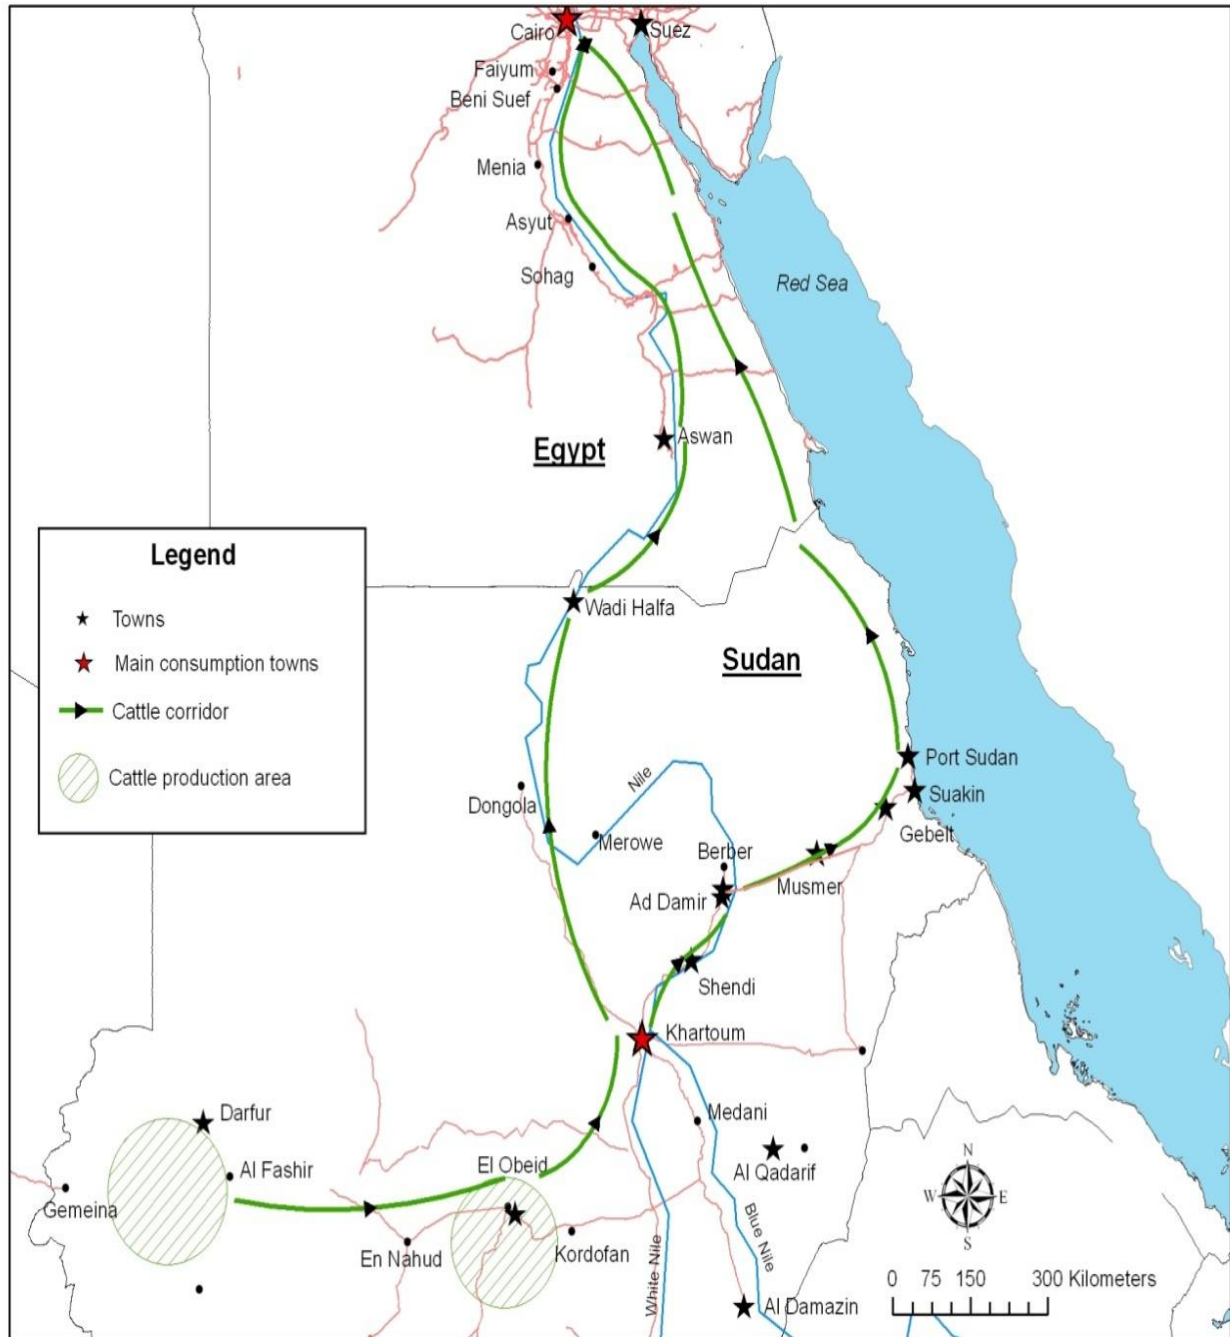 Cairo
Suez
Faiyum
Beni Suef
Menia
Asyut
Sohag
Red Sea
Aswan
Egypt
Legend
Towns
Main consumption towns
Cattle corridor
Cattle production area
Wadi Halfa
Sudan
Port Sudan
Suakin
Gebelt
Nile
Dongola
Merowe
Berber
Musmer
Ad Damir
Shendi
Khartoum
Darfur
Medani
El Obeid
Al Fashir
Al Qadarif
Gemeina
En Nahud
Kordofan
White Nile
Blue Nile
Al Damazin
N
W E
S
0 75 150 300 Kilometers